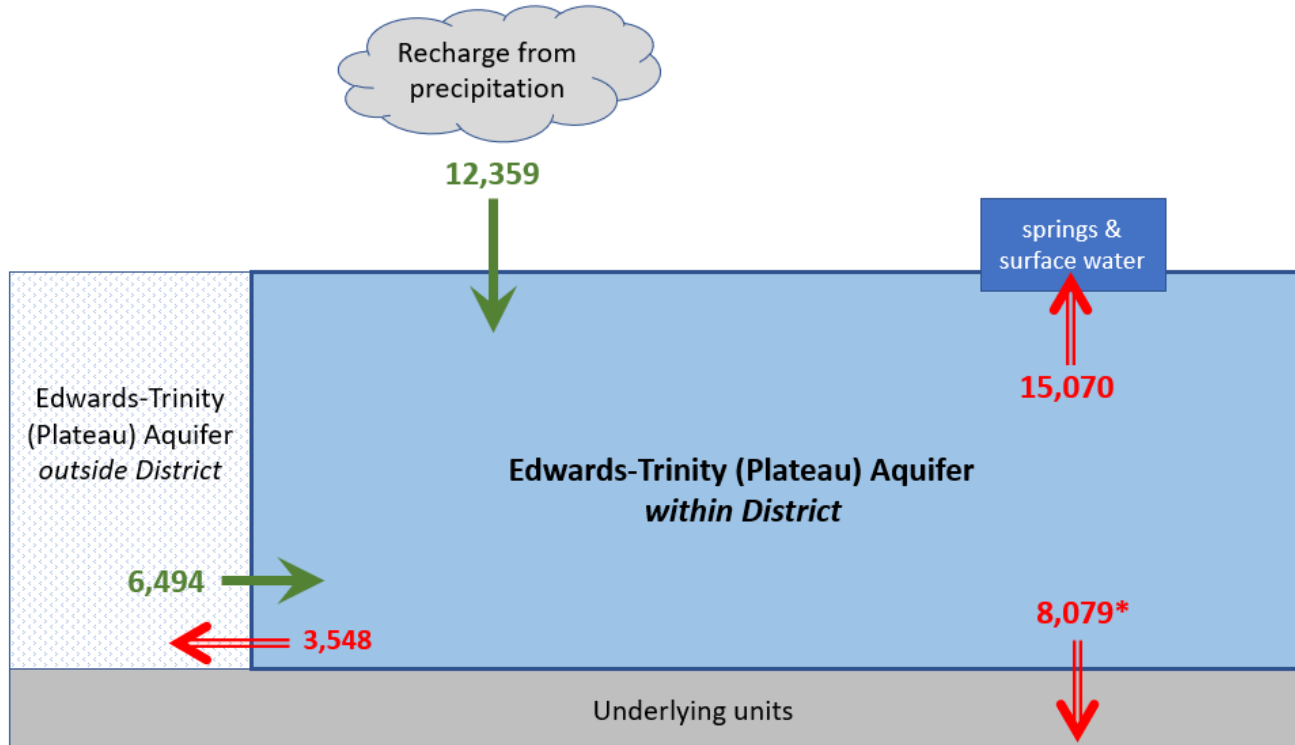 Recharge from
precipitation
12,359
springs &
surface water
15,070
Edwards-Trinity
(Plateau) Aquifer
outside District
Edwards-Trinity (Plateau) Aquifer
within District
6,494
3,548
8,079*
Underlying units